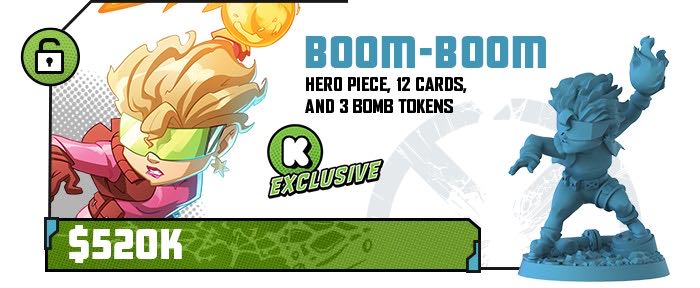 BOOM-BOOM
HERO PIECE, 12 CARDS,
AND 3 BOMB TOKENS
K
EXCLUSIVE
$520K